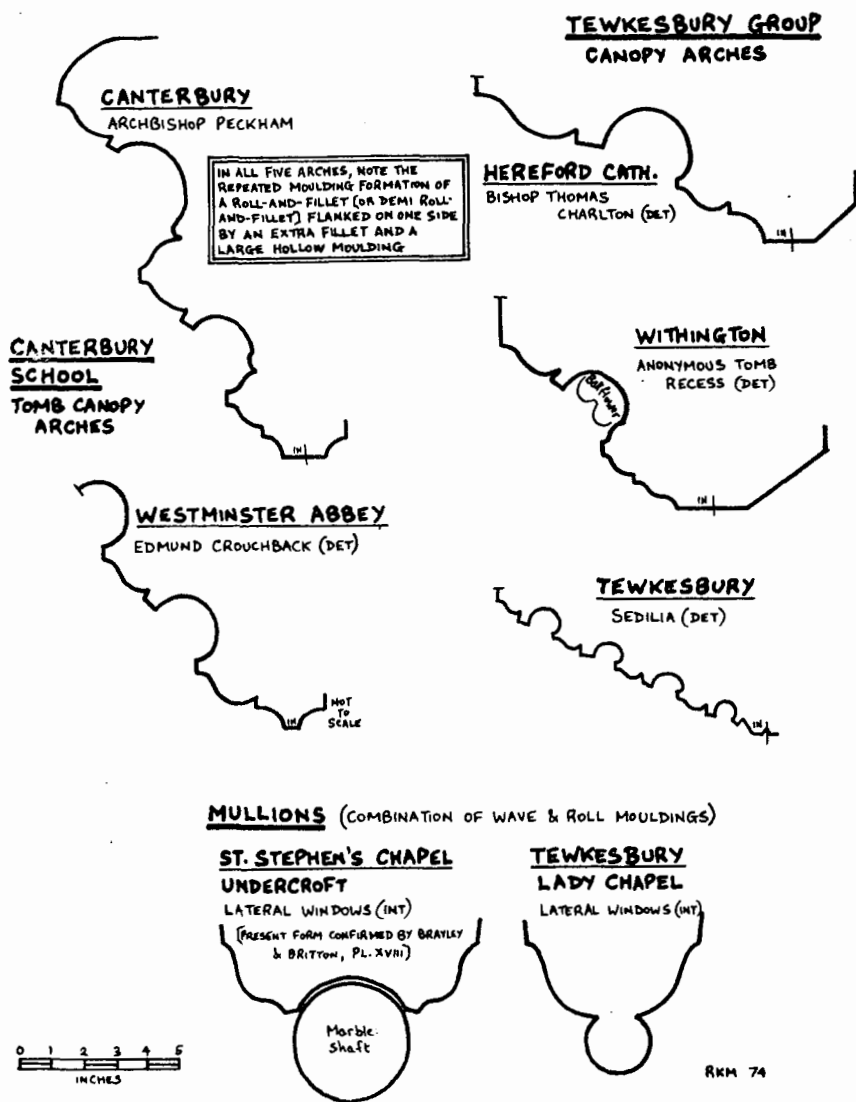 TEWKESBURY GROUP
CANOPY ARCHES
CANTERBURY
ARCHBISHOP PECKHAM
IN ALL FIVE ARCHES, NOTE THE
REPEATED MOULDING FORMATION OF
A ROLL-AND-FILLET [OR DEMI ROLL-
AND-FILLET] FLANKED ON ONE SIDE
BY AN EXTRA FILLET AND A
LARGE HOLLOW MOULDING
HEREFORD CATH.
BISHOP THOMAS
CHARLTON (DET)
IN
CANTERBURY
SCHOOL
TOMB CANOPY
ARCHES
IN
WITHINGTON
ANONYMOUS TOMB
RECESS (DET)
Ballflower
IN
WESTMINSTER ABBEY
EDMUND CROUCHBACK (DET)
NOT
TO
SCALE
IN
TEWKESBURY
SEDILIA (DET)
IN
MULLIONS (COMBINATION OF WAVE & ROLL MOULDINGS)
ST. STEPHEN'S CHAPEL
UNDERCROFT
LATERAL WINDOWS (INT)
[PRESENT FORM CONFIRMED BY BRAYLEY
& BRITTON, PL. XVIII]
Marble
Shaft
TEWKESBURY
LADY CHAPEL
LATERAL WINDOWS (INT)
0 1 2 3 4 5
INCHES
RKM 74